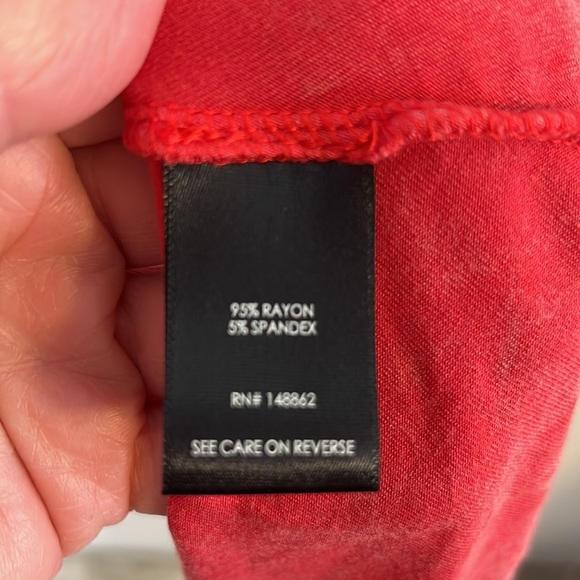 95% RAYON
5% SPANDEX
RN# 148862
SEE CARE ON REVERSE